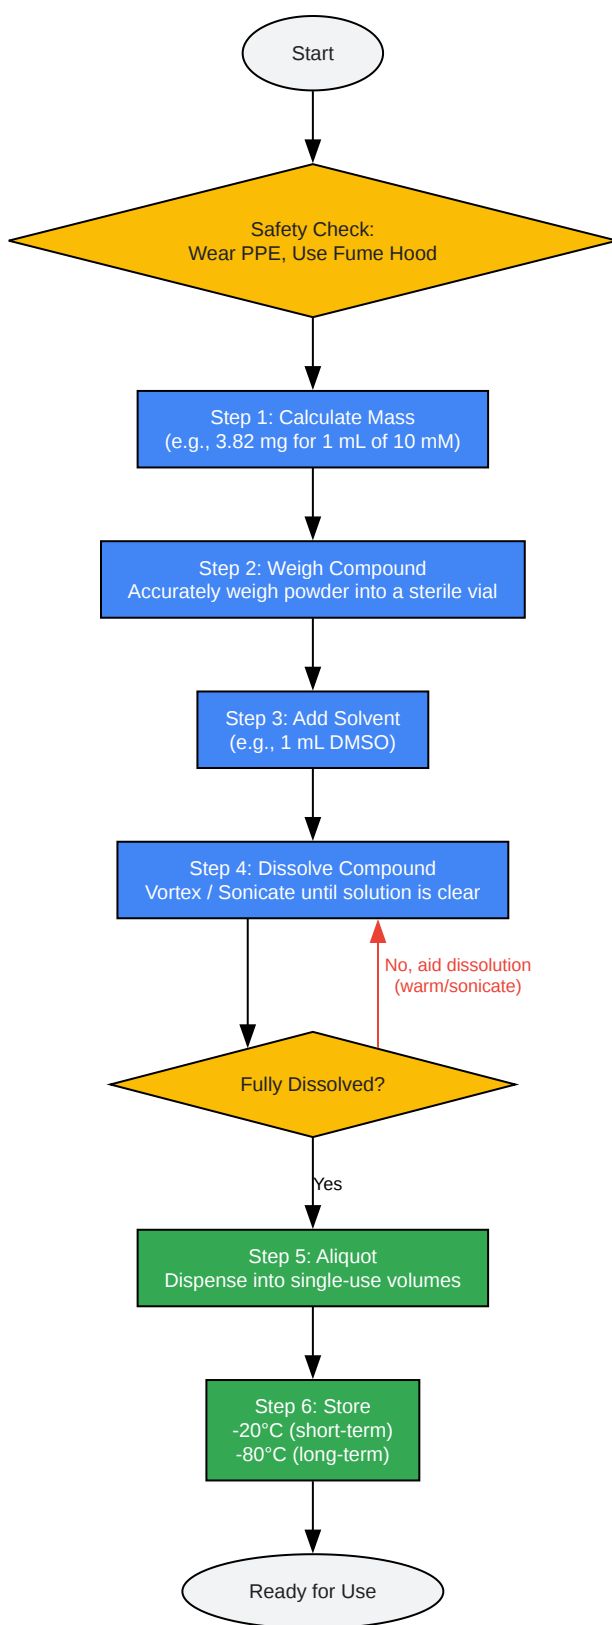 Start
Safety Check:
Wear PPE, Use Fume Hood
Step 1: Calculate Mass
(e.g., 3.82 mg for 1 mL of 10 mM)
Step 2: Weigh Compound
Accurately weigh powder into a sterile vial
Step 3: Add Solvent
(e.g., 1 mL DMSO)
Step 4: Dissolve Compound
Vortex / Sonicate until solution is clear
No, aid dissolution
(warm/sonicate)
Fully Dissolved?
Yes
Step 5: Aliquot
Dispense into single-use volumes
Step 6: Store
-20°C (short-term)
-80°C (long-term)
Ready for Use